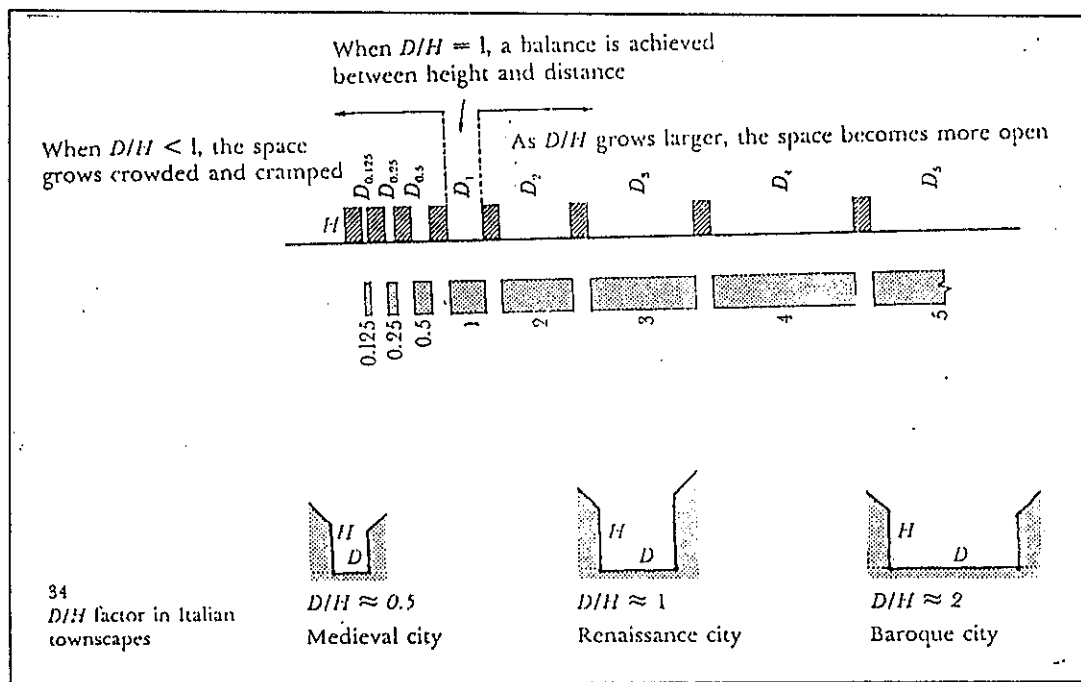 When D/H = 1, a balance is achieved
between height and distance
When D/H < 1, the space
grows crowded and cramped
As D/H grows larger, the space becomes more open
H
D0.125
D0.25
D0.5
D1
D2
D3
D4
D5
0.125
0.25
0.5
1
2
3
4
5
H
D
H
D
H
D
34
D/H factor in Italian
townscapes
D/H ≈ 0.5
Medieval city
D/H ≈ 1
Renaissance city
D/H ≈ 2
Baroque city